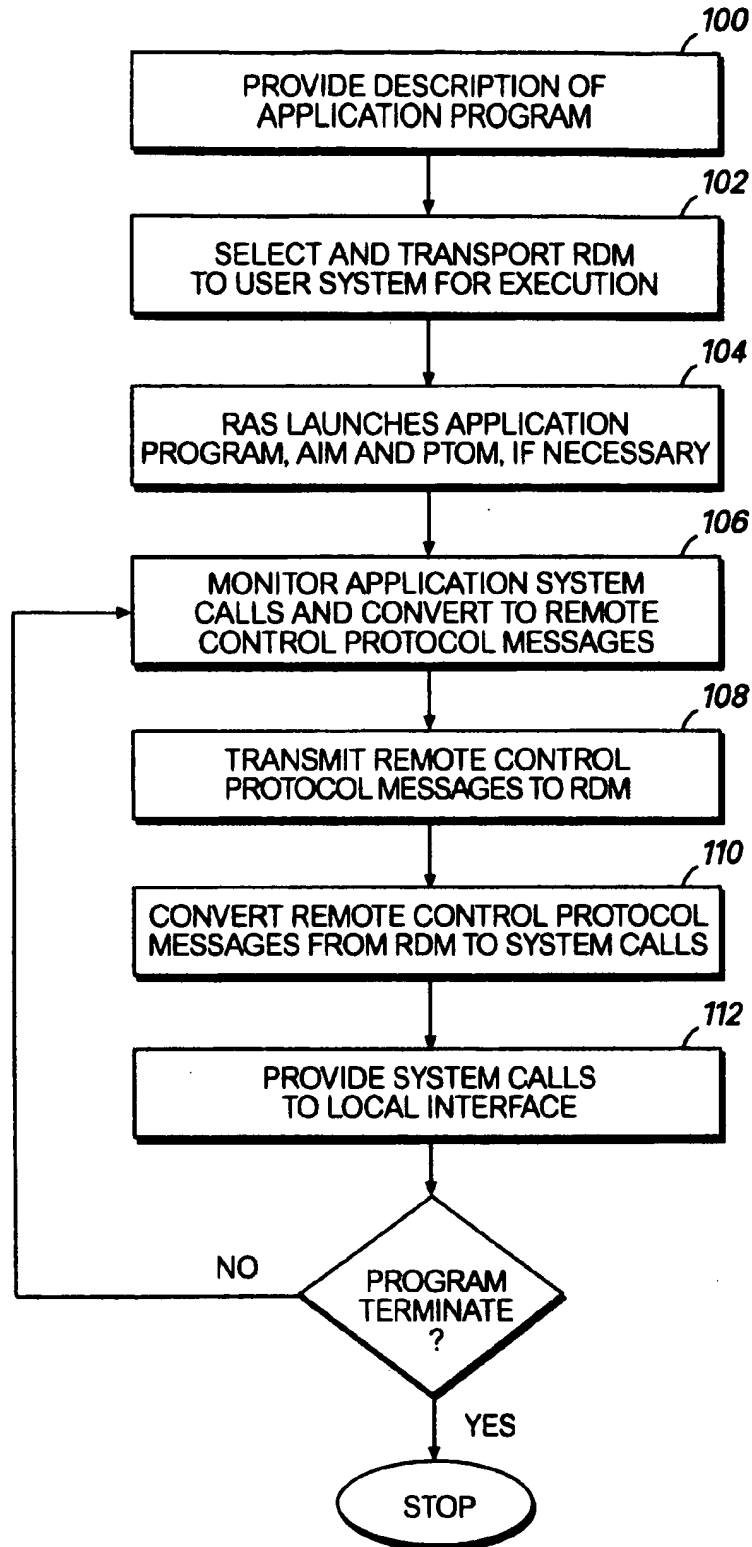 100
PROVIDE DESCRIPTION OF
APPLICATION PROGRAM
102
SELECT AND TRANSPORT RDM
TO USER SYSTEM FOR EXECUTION
104
RAS LAUNCHES APPLICATION
PROGRAM, AIM AND PTOM, IF NECESSARY
106
MONITOR APPLICATION SYSTEM
CALLS AND CONVERT TO REMOTE
CONTROL PROTOCOL MESSAGES
108
TRANSMIT REMOTE CONTROL
PROTOCOL MESSAGES TO RDM
110
CONVERT REMOTE CONTROL PROTOCOL
MESSAGES FROM RDM TO SYSTEM CALLS
112
PROVIDE SYSTEM CALLS
TO LOCAL INTERFACE
NO
PROGRAM
TERMINATE
?
YES
STOP